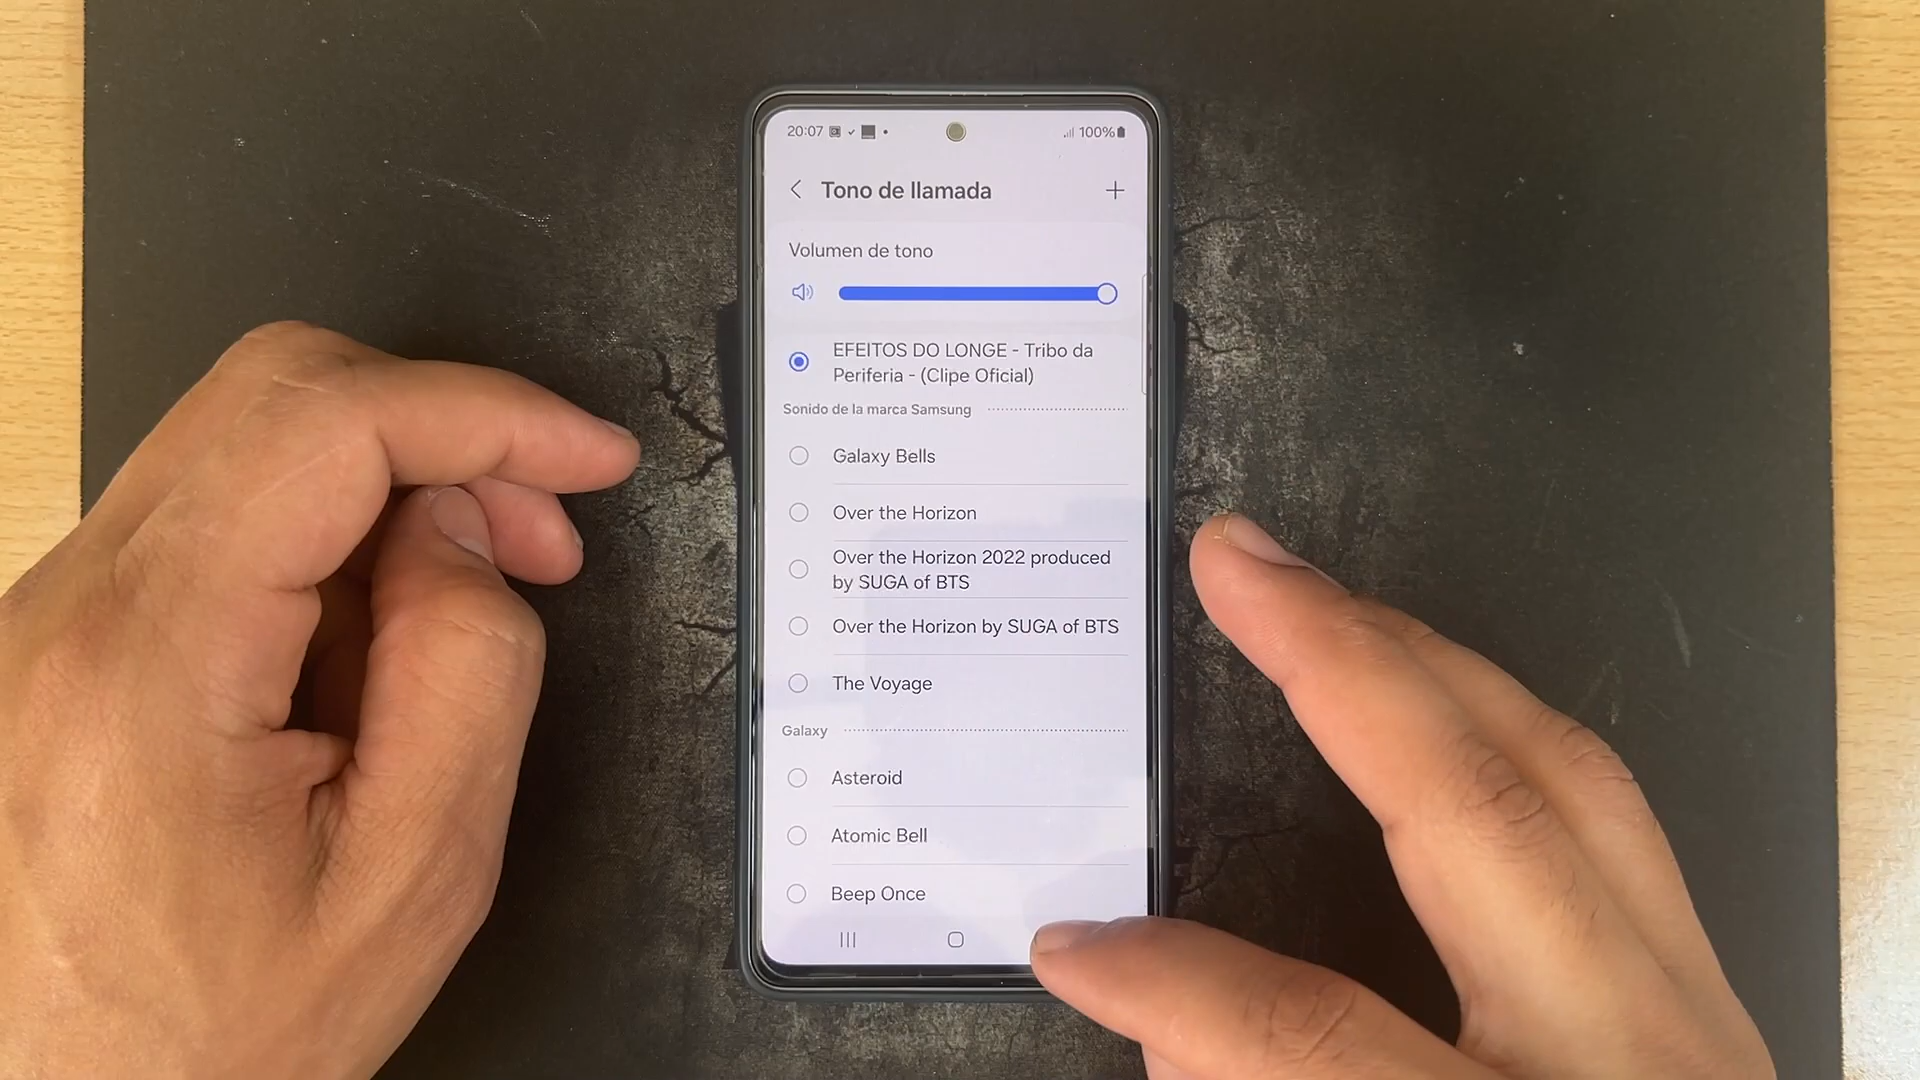 20:07
100%
Tono de llamada
Volumen de tono
EFEITOS DO LONGE - Tribo da
Periferia - (Clipe Oficial)
Sonido de la marca Samsung
Galaxy Bells
Over the Horizon
Over the Horizon 2022 produced
by SUGA of BTS
Over the Horizon by SUGA of BTS
The Voyage
Galaxy
Asteroid
Atomic Bell
Beep Once